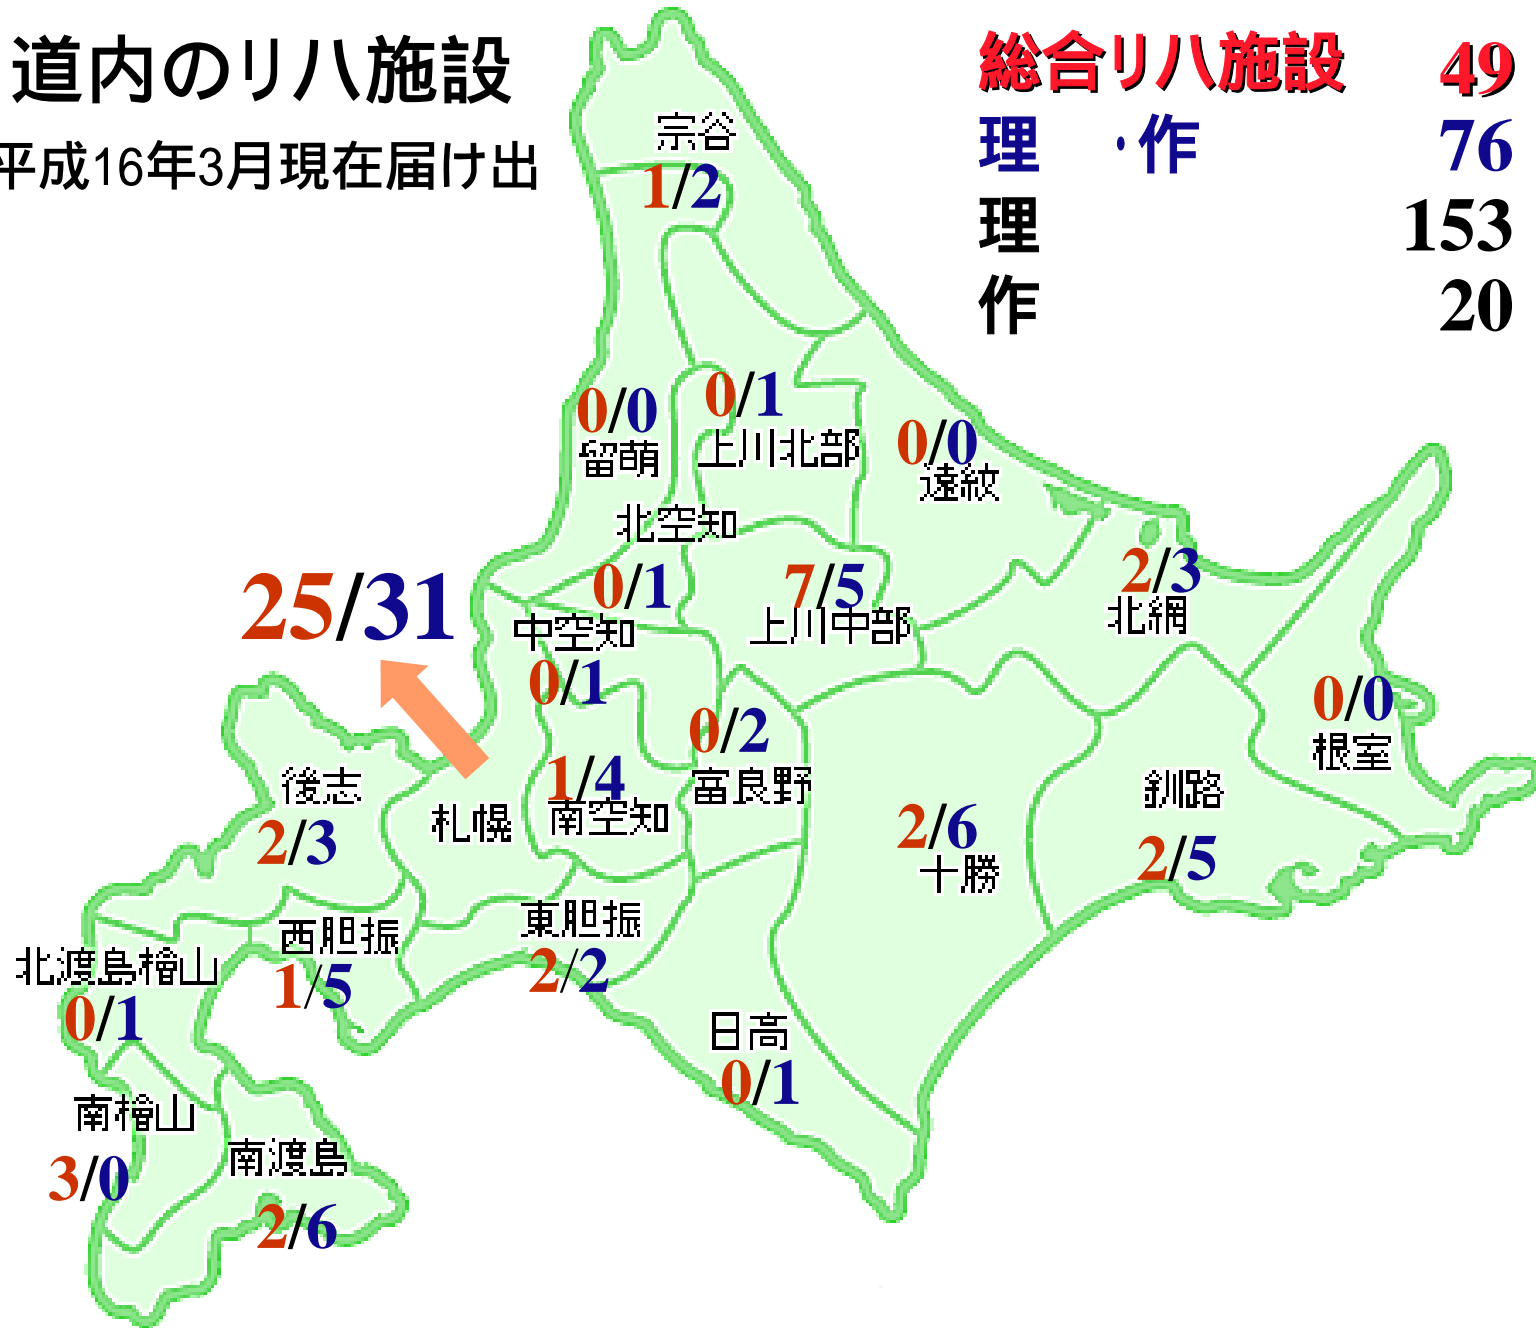 道内のリハ施設
平成16年3月現在届け出
総合リハ施設 49
理 ・作 76
理 153
作 20
宗谷
1/2
0/0
留萌
0/1
上川北部
0/0
遠紋
北空知
0/1
7/5
上川中部
2/3
北網
25/31
中空知
0/1
0/2
富良野
0/0
根室
後志
2/3
札幌
1/4
南空知
2/6
十勝
釧路
2/5
東胆振
2/2
西胆振
1/5
北渡島檜山
0/1
日高
0/1
南檜山
3/0
南渡島
2/6